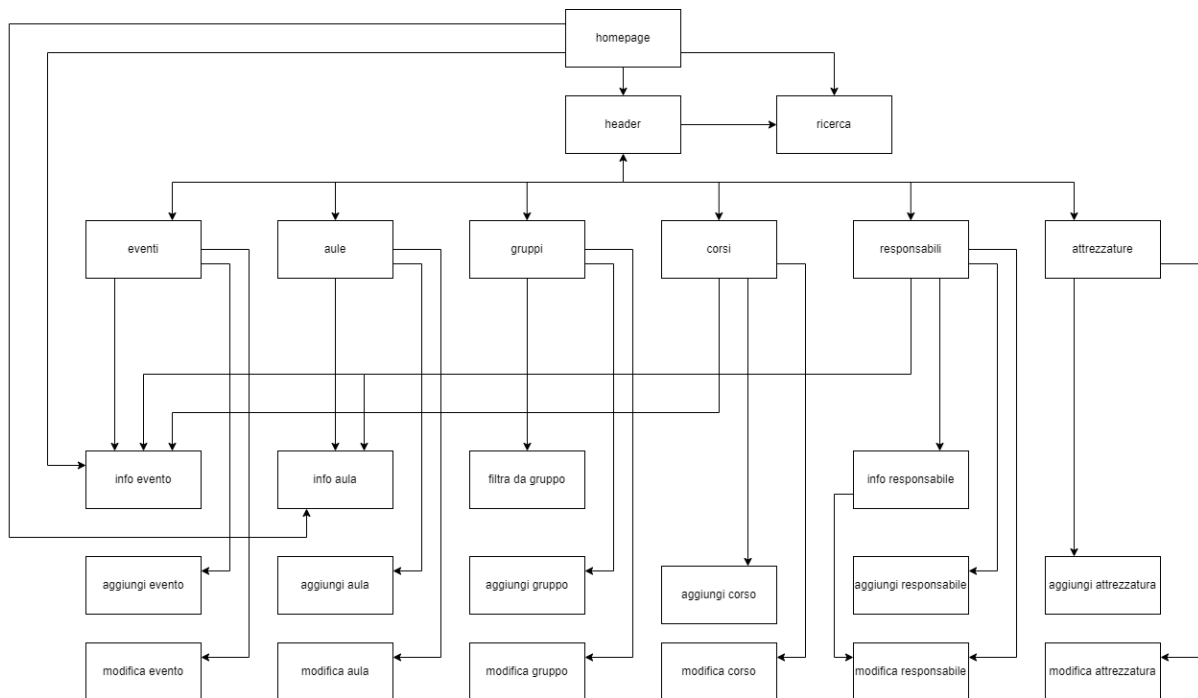 homepage
header
ricerca
eventi
aule
gruppi
corsi
responsabili
attrezzature
info evento
info aula
filtra da gruppo
info responsabile
aggiungi evento
aggiungi aula
aggiungi gruppo
aggiungi corso
aggiungi responsabile
aggiungi attrezzatura
modifica evento
modifica aula
modifica gruppo
modifica corso
modifica responsabile
modifica attrezzatura